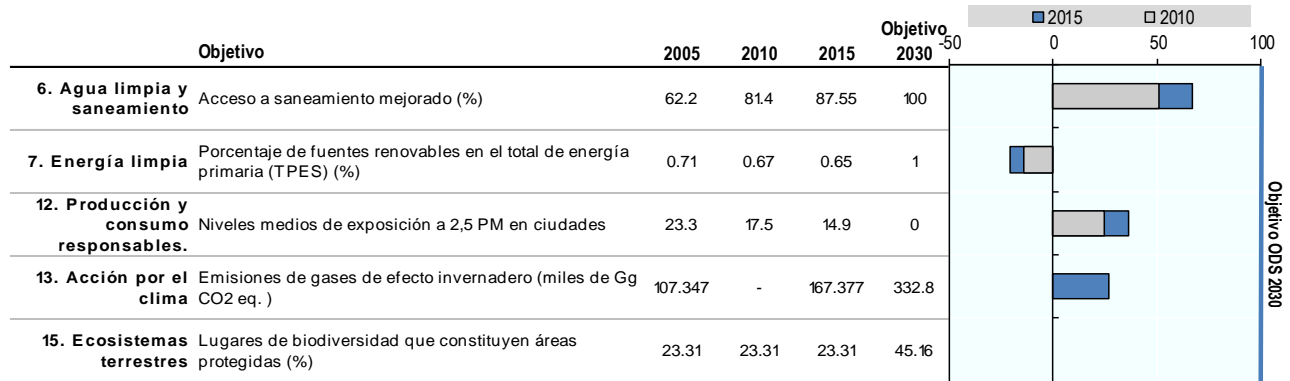 2015 2010
Objetivo 2005 2010 2015 Objetivo 2030 -50 0 50 100
6. Agua limpia y saneamiento Acceso a saneamiento mejorado (%) 62.2 81.4 87.55 100
7. Energía limpia Porcentaje de fuentes renovables en el total de energía
primaria (TPES) (%) 0.71 0.67 0.65 1
12. Producción y
consumo
responsables. Niveles medios de exposición a 2,5 PM en ciudades 23.3 17.5 14.9 0
13. Acción por el
clima Emisiones de gases de efecto invernadero (miles de Gg
CO2 eq. ) 107.347 - 167.377 332.8
15. Ecosistemas
terrestres Lugares de biodiversidad que constituyen áreas
protegidas (%) 23.31 23.31 23.31 45.16
Objetivo ODS 2030